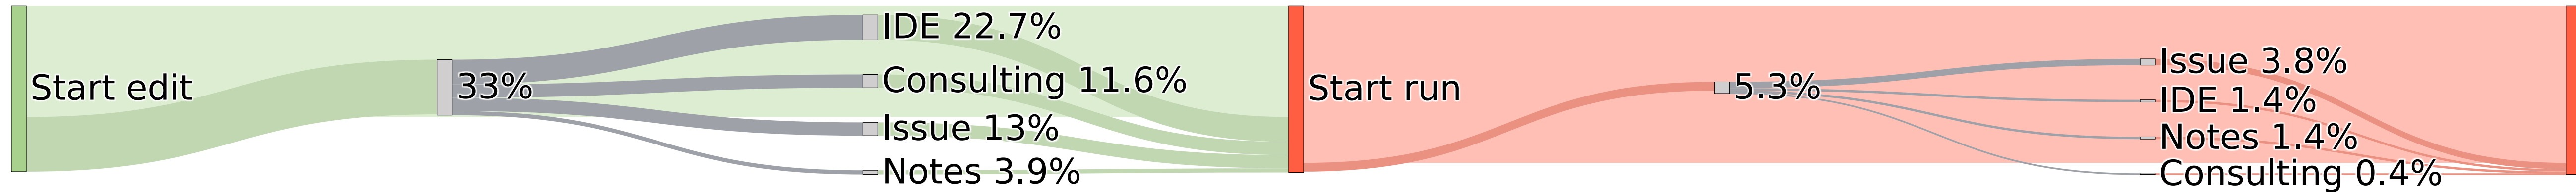 Start edit
33%
IDE 22.7%
Consulting 11.6%
Issue 13%
Notes 3.9%
Start run
5.3%
Issue 3.8%
IDE 1.4%
Notes 1.4%
Consulting 0.4%